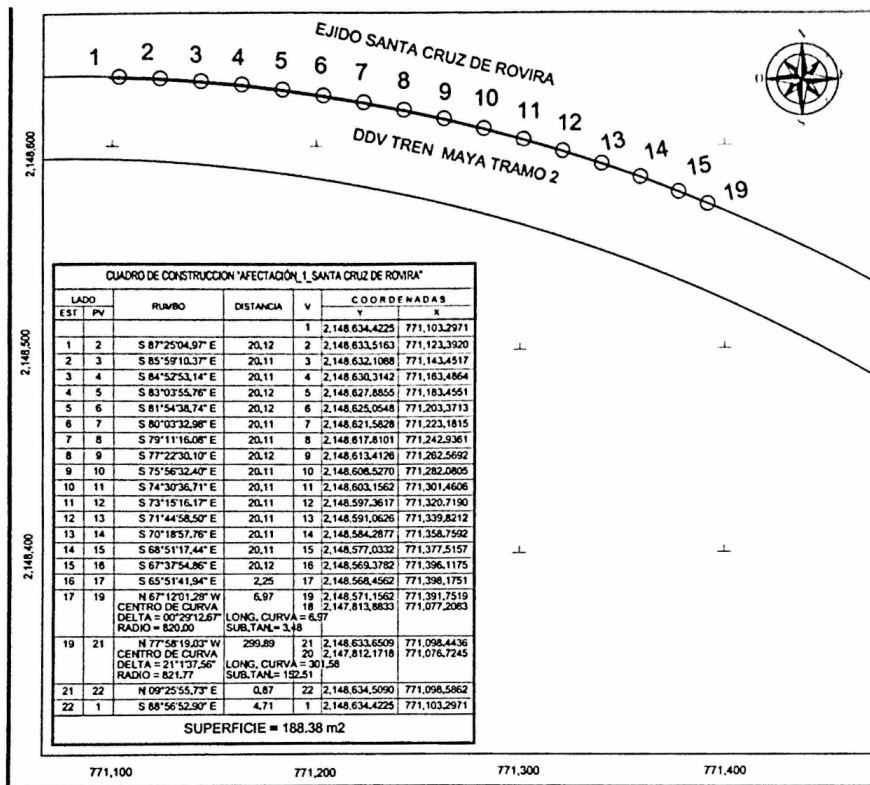 EJIDO SANTA CRUZ DE ROVIRA
1 2 3 4 5 6 7 8 9 10 11 12 13 14 15 19
DDV TREN MAYA TRAMO 2
2,148,600
2,148,500
2,148,400
CUADRO DE CONSTRUCCION "AFECTACIÓN_1_SANTA CRUZ DE ROVIRA"
LADO RUMBO DISTANCIA V COORDENADAS
EST PV Y X
1 2,148,634.4225 771,103.2971
1 2 S 87°25'04.97" E 20.12 2 2,148,633.5163 771,123.3920
2 3 S 85°59'10.37" E 20.11 3 2,148,632.1088 771,143.4517
3 4 S 84°52'53.14" E 20.11 4 2,148,630.3142 771,163.4864
4 5 S 83°03'55.76" E 20.12 5 2,148,627.8855 771,183.4551
5 6 S 81°54'38.74" E 20.12 6 2,148,625.0548 771,203.3713
6 7 S 80°03'32.98" E 20.11 7 2,148,621.5828 771,223.1815
7 8 S 79°11'16.08" E 20.11 8 2,148,617.8101 771,242.9361
8 9 S 77°22'30.10" E 20.12 9 2,148,613.4126 771,262.5692
9 10 S 75°56'32.40" E 20.11 10 2,148,608.5270 771,282.0805
10 11 S 74°30'36.71" E 20.11 11 2,148,603.1562 771,301.4606
11 12 S 73°15'16.17" E 20.11 12 2,148,597.3617 771,320.7190
12 13 S 71°44'58.50" E 20.11 13 2,148,591.0626 771,339.8212
13 14 S 70°18'57.76" E 20.11 14 2,148,584.2877 771,358.7592
14 15 S 68°51'17.44" E 20.11 15 2,148,577.0332 771,377.5157
15 16 S 67°37'54.86" E 20.12 16 2,148,569.3782 771,396.1175
16 17 S 65°51'41.94" E 2.25 17 2,148,568.4562 771,398.1751
17 19 N 67°12'01.28" W 6.97 19 2,148,571.1562 771,391.7519
CENTRO DE CURVA 18 2,147,813.8833 771,077.2063
DELTA = 00°29'12.67" LONG. CURVA = 6.97
RADIO = 820.00 SUB.TAN.= 3.48
19 21 N 77°58'19.03" W 299.89 21 2,148,633.6509 771,098.4436
CENTRO DE CURVA 20 2,147,812.1718 771,076.7245
DELTA = 21°1'37.56" LONG. CURVA = 301.58
RADIO = 821.77 SUB.TAN.= 152.51
21 22 N 09°25'55.73" E 0.87 22 2,148,634.5090 771,098.5862
22 1 S 88°56'52.90" E 4.71 1 2,148,634.4225 771,103.2971
SUPERFICIE = 188.38 m2
771,100 771,200 771,300 771,400